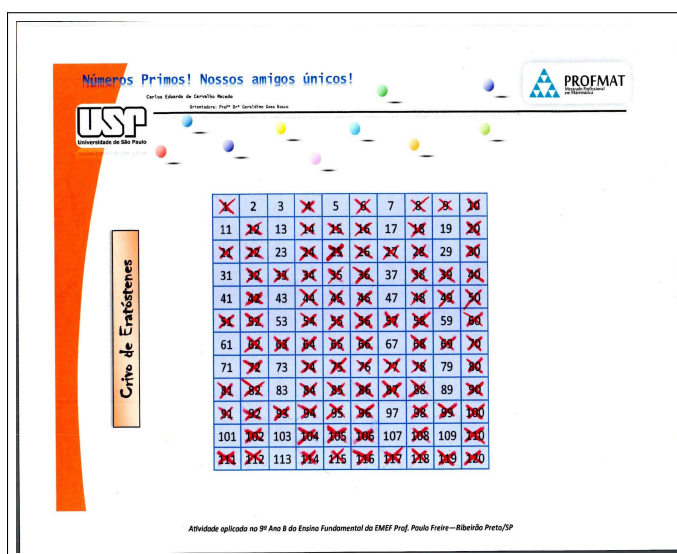 Números Primos! Nossos amigos únicos!
Carlos Eduardo de Carvalho Macedo
Orientadora: Profª Drª Geraldine Goes Bosco
PROFMAT
Mestrado Profissional
em Matemática
USP
Universidade de São Paulo
Crivo de Eratóstenes
1 2 3 4 5 6 7 8 9 10
11 12 13 14 15 16 17 18 19 20
21 22 23 24 25 26 27 28 29 30
31 32 33 34 35 36 37 38 39 40
41 42 43 44 45 46 47 48 49 50
51 52 53 54 55 56 57 58 59 60
61 62 63 64 65 66 67 68 69 70
71 72 73 74 75 76 77 78 79 80
81 82 83 84 85 86 87 88 89 90
91 92 93 94 95 96 97 98 99 100
101 102 103 104 105 106 107 108 109 110
111 112 113 114 115 116 117 118 119 120
Atividade aplicada no 9º Ano B do Ensino Fundamental da EMEF Prof. Paulo Freire—Ribeirão Preto/SP